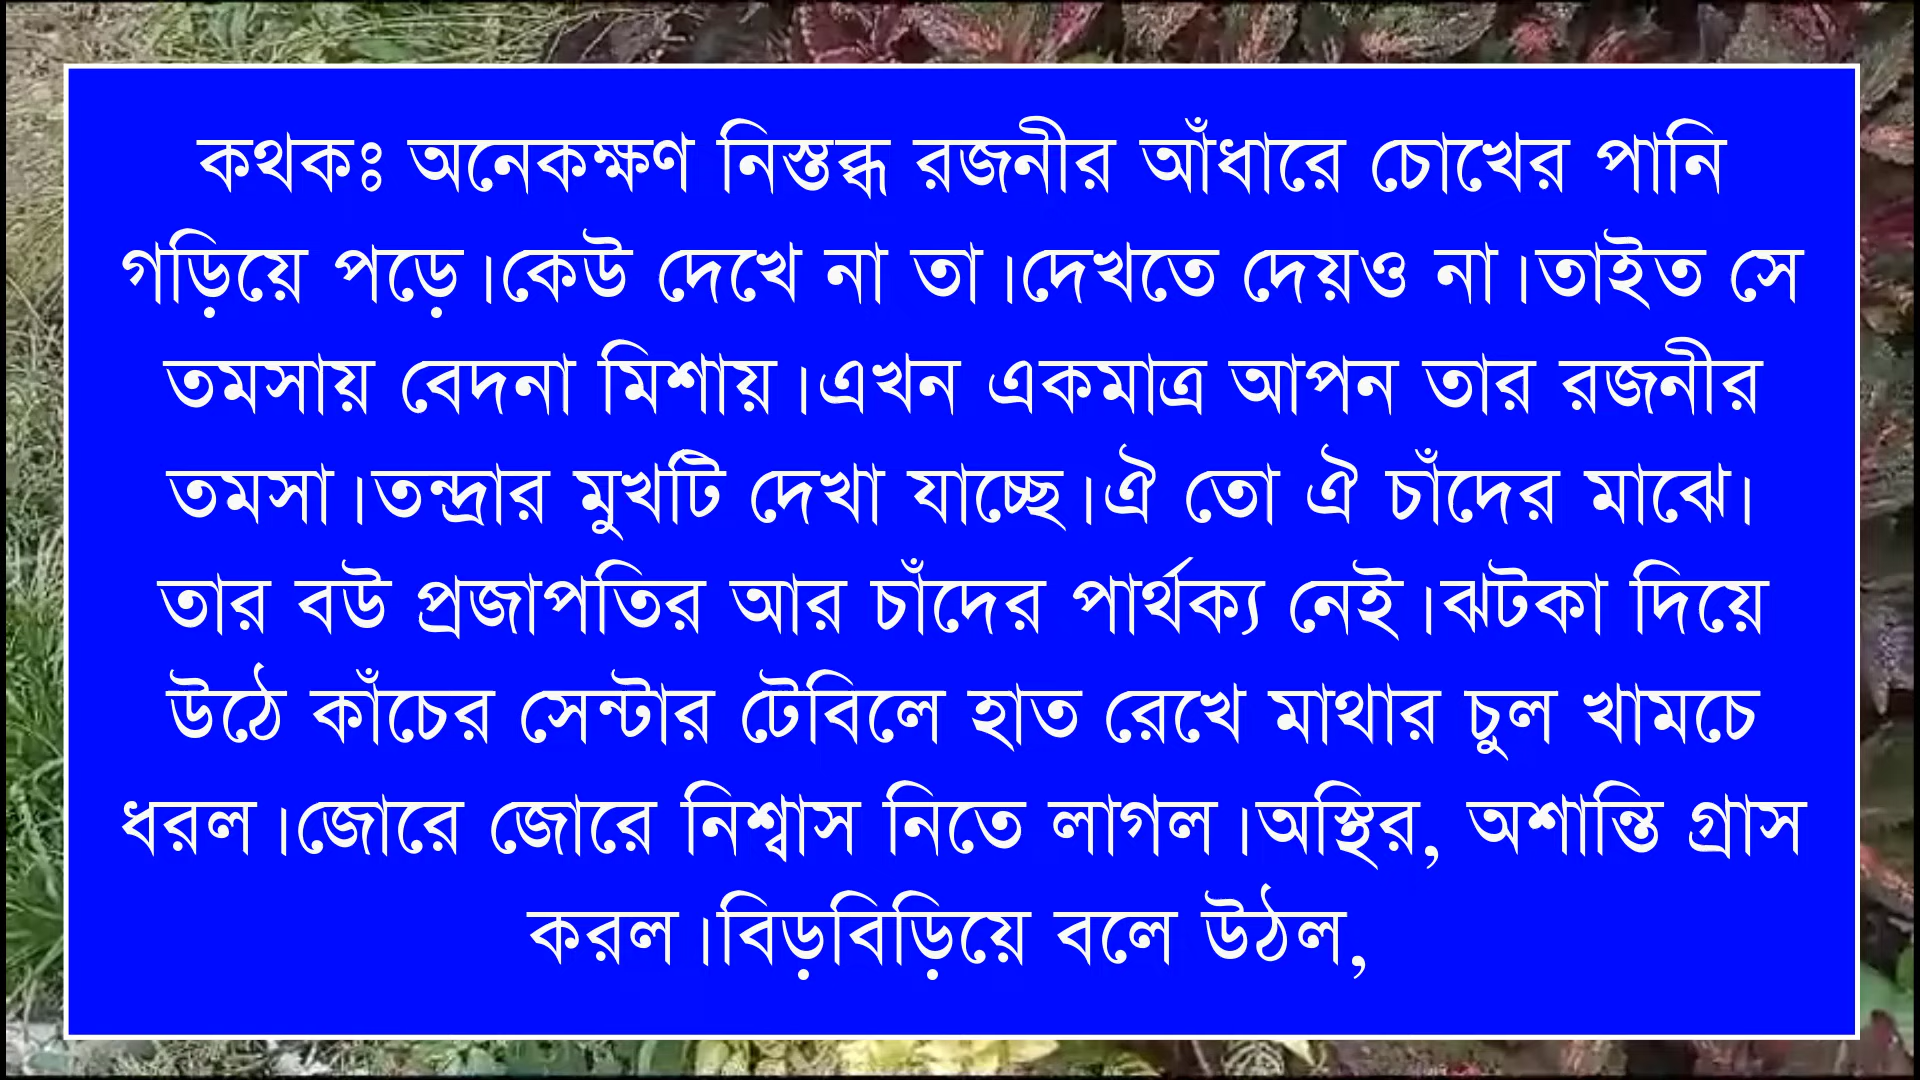 কথকঃ অনেকক্ষণ নিস্তব্ধ রজনীর আঁধারে চোখের পানি
গড়িয়ে পড়ে।কেউ দেখে না তা।দেখতে দেয়ও না।তাইত সে
তমসায় বেদনা মিশায়।এখন একমাত্র আপন তার রজনীর
তমসা।তন্দ্রার মুখটি দেখা যাচ্ছে।ঐ তো ঐ চাঁদের মাঝে।
তার বউ প্রজাপতির আর চাঁদের পার্থক্য নেই।ঝটকা দিয়ে
উঠে কাঁচের সেন্টার টেবিলে হাত রেখে মাথার চুল খামচে
ধরল।জোরে জোরে নিশ্বাস নিতে লাগল।অস্থির, অশান্তি গ্রাস
করল।বিড়বিড়িয়ে বলে উঠল,